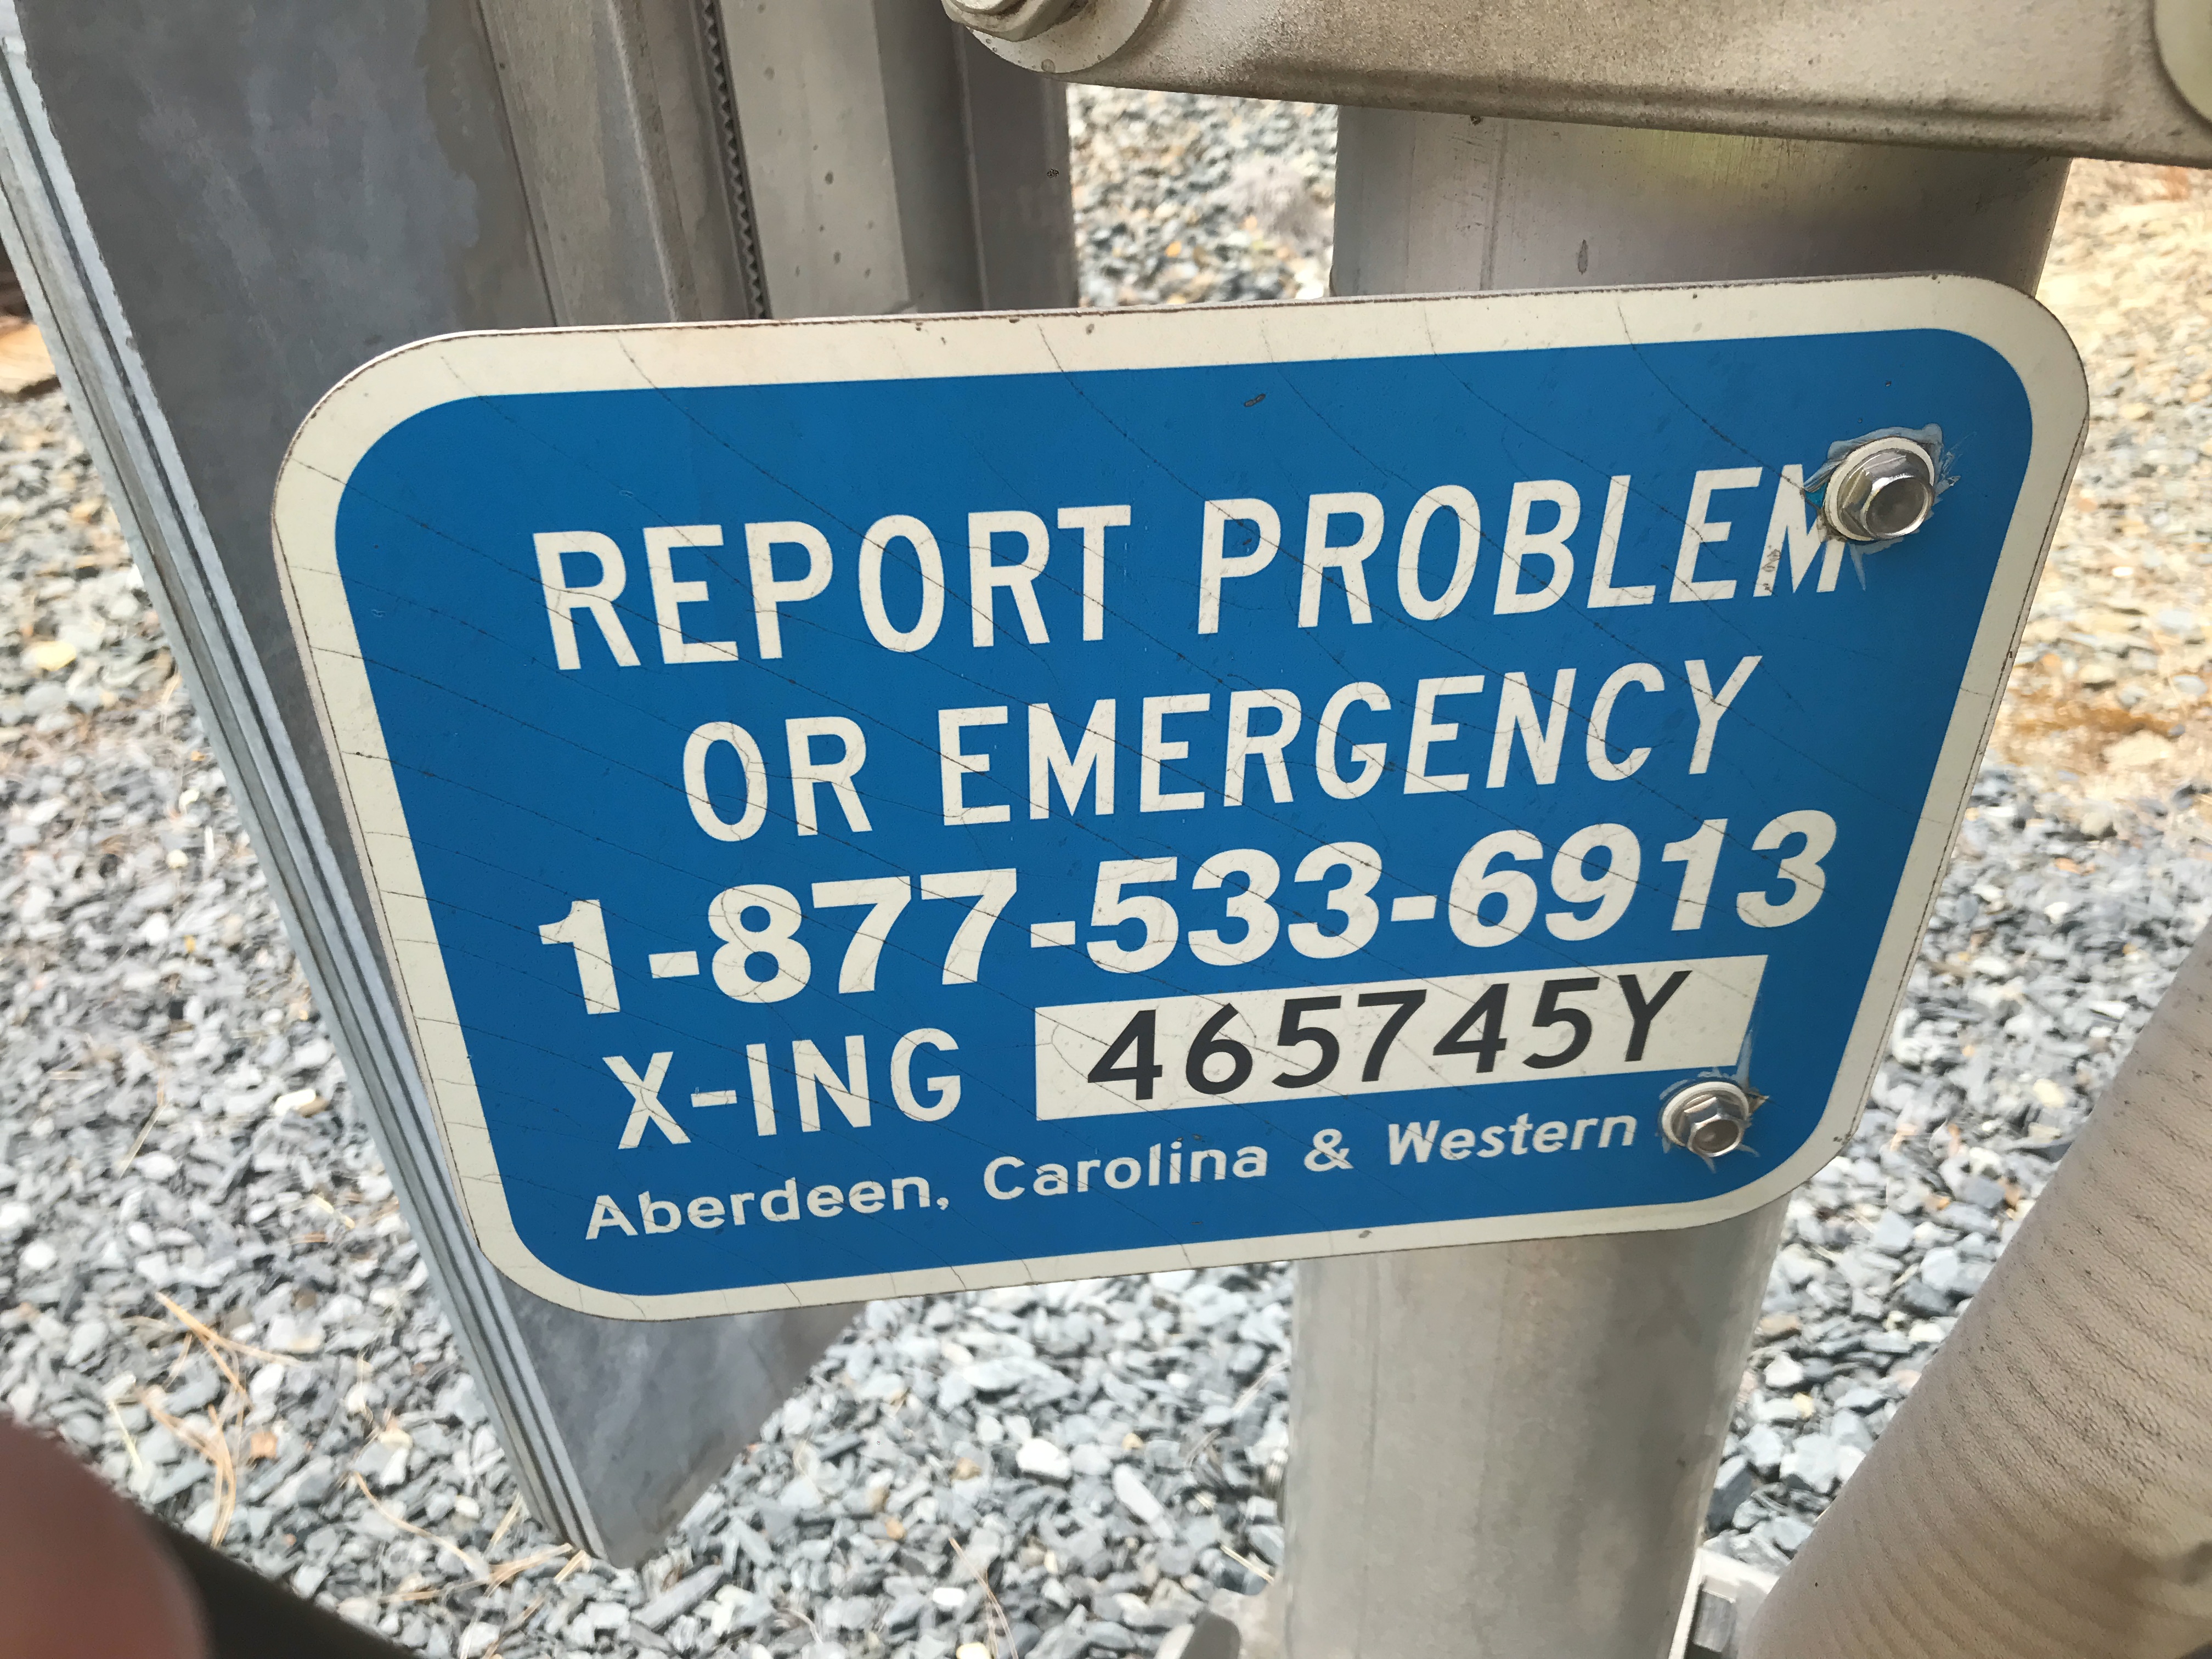 REPORT PROBLEM
OR EMERGENCY
1-877-533-6913
X-ING 465745Y
Aberdeen, Carolina & Western